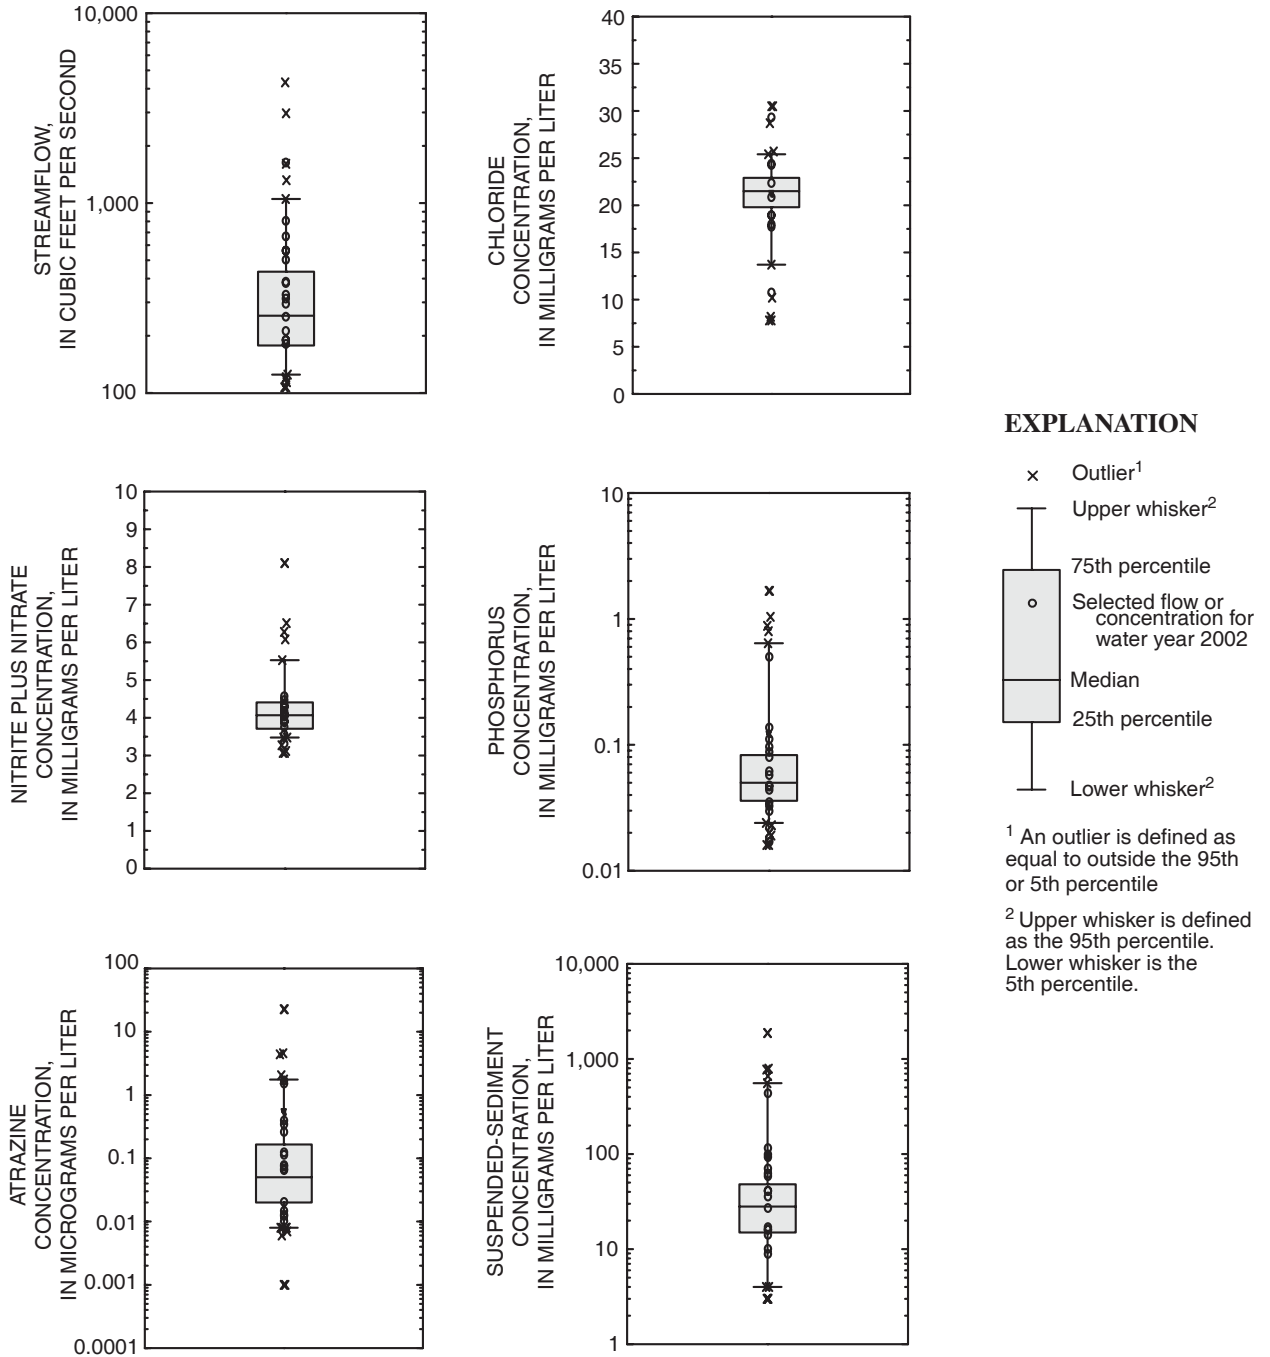 10,000
1,000
100
STREAMFLOW,
IN CUBIC FEET PER SECOND
40
35
30
25
20
15
10
5
0
CHLORIDE
CONCENTRATION,
IN MILLIGRAMS PER LITER
10
9
8
7
6
5
4
3
2
1
0
NITRITE PLUS NITRATE
CONCENTRATION,
IN MILLIGRAMS PER LITER
10
1
0.1
0.01
PHOSPHORUS
CONCENTRATION,
IN MILLIGRAMS PER LITER
100
10
1
0.1
0.01
0.001
0.0001
ATRAZINE
CONCENTRATION,
IN MICROGRAMS PER LITER
10,000
1,000
100
10
1
SUSPENDED-SEDIMENT
CONCENTRATION,
IN MILLIGRAMS PER LITER
EXPLANATION
Outlier1
Upper whisker2
75th percentile
Selected flow or
concentration for
water year 2002
Median
25th percentile
Lower whisker2
1 An outlier is defined as
equal to outside the 95th
or 5th percentile
2 Upper whisker is defined
as the 95th percentile.
Lower whisker is the
5th percentile.